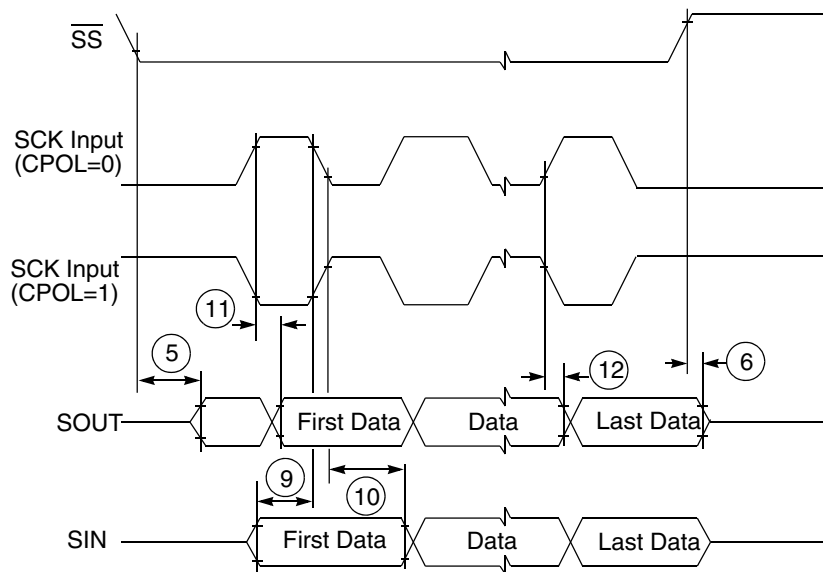 SS
SCK Input
(CPOL=0)
SCK Input
(CPOL=1)
11
5
12
6
SOUT
First Data
Data
Last Data
9
10
SIN
First Data
Data
Last Data